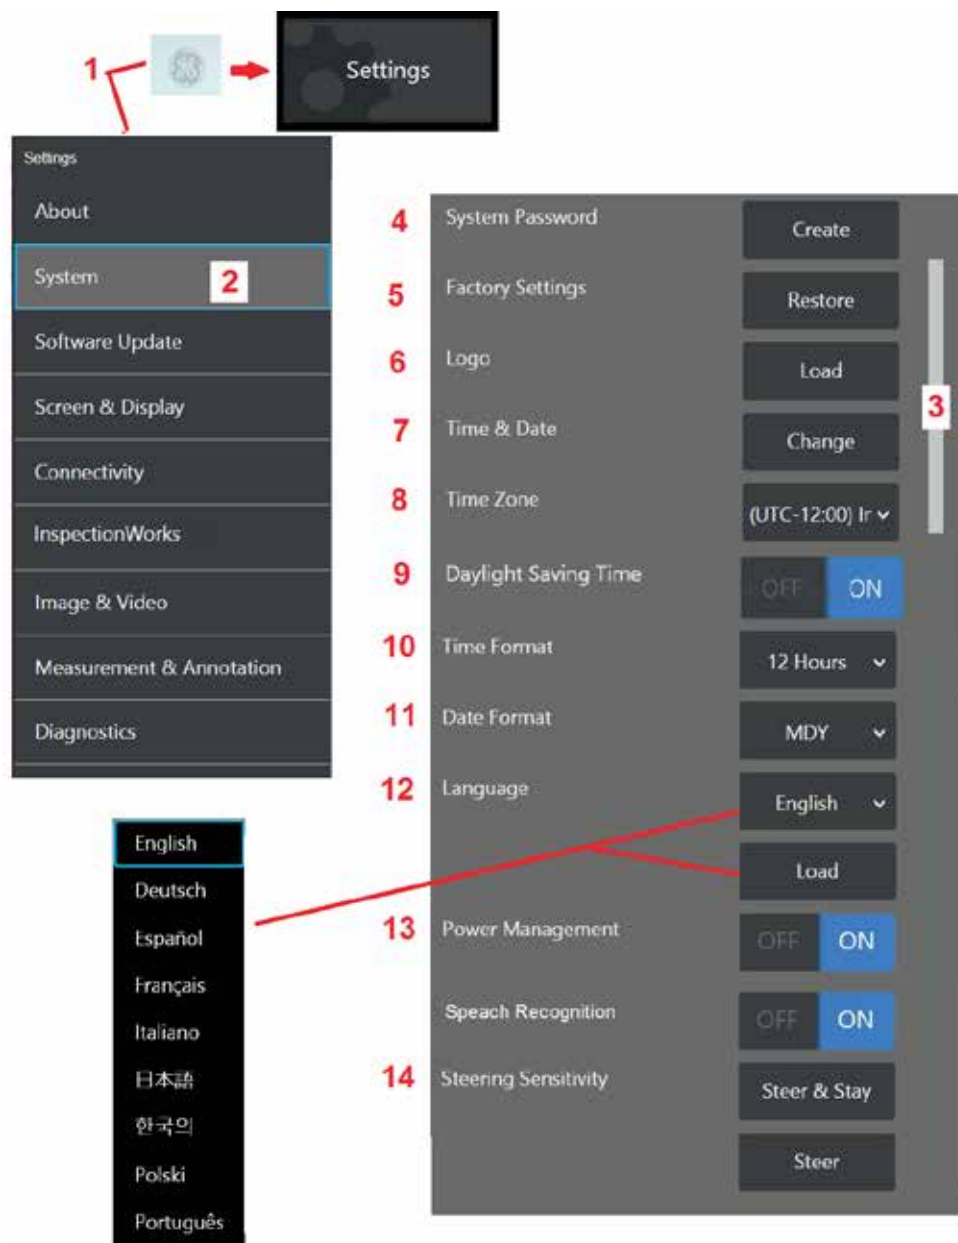 1
Settings
Settings
About
System
2
Software Update
Screen & Display
Connectivity
InspectionWorks
Image & Video
Measurement & Annotation
Diagnostics
4 System Password Create
5 Factory Settings Restore
6 Logo Load
3
7 Time & Date Change
8 Time Zone (UTC-12:00) Ir
9 Daylight Saving Time OFF ON
10 Time Format 12 Hours
11 Date Format MDY
12 Language English
Load
13 Power Management OFF ON
Speach Recognition OFF ON
14 Steering Sensitivity Steer & Stay
Steer
English
Deutsch
Español
Français
Italiano
日本語
한국의
Polski
Português